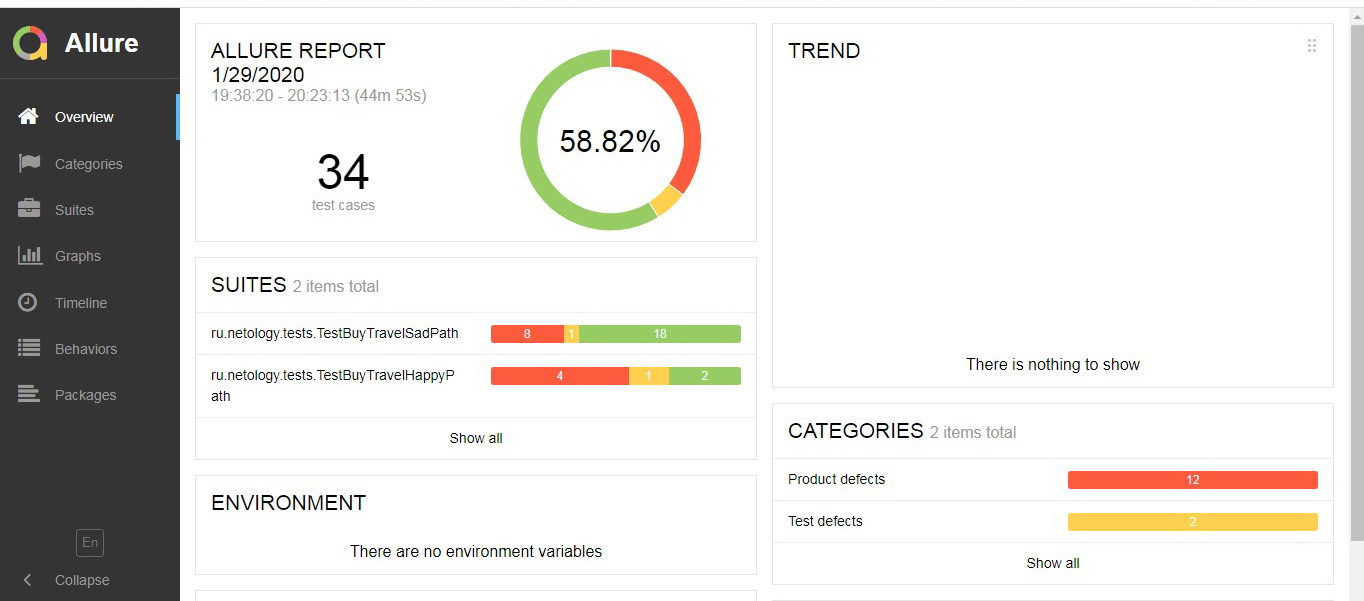 Allure
Overview
Categories
Suites
Graphs
Timeline
Behaviors
Packages
En
Collapse
ALLURE REPORT
1/29/2020
19:38:20 - 20:23:13 (44m 53s)
34
test cases
58.82%
SUITES 2 items total
ru.netology.tests.TestBuyTravelSadPath 8 1 18
ru.netology.tests.TestBuyTravelHappyP 4 1 2
ath
Show all
ENVIRONMENT
There are no environment variables
TREND
There is nothing to show
CATEGORIES 2 items total
Product defects 12
Test defects 2
Show all